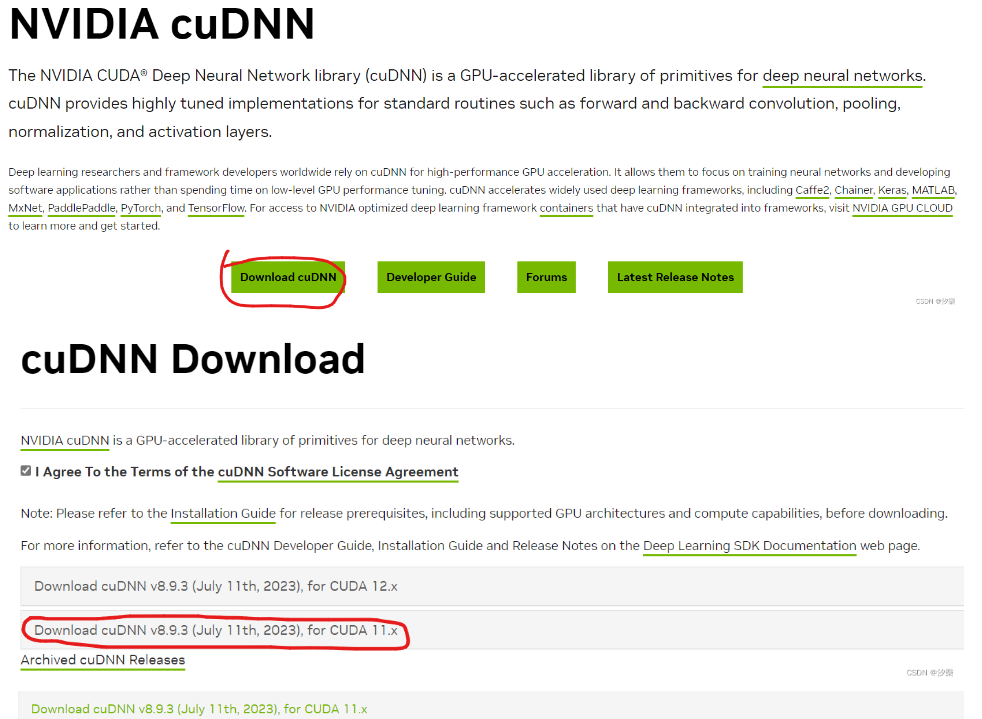 NVIDIA cuDNN
The NVIDIA CUDA® Deep Neural Network library (cuDNN) is a GPU-accelerated library of primitives for deep neural networks.
cuDNN provides highly tuned implementations for standard routines such as forward and backward convolution, pooling,
normalization, and activation layers.
Deep learning researchers and framework developers worldwide rely on cuDNN for high-performance GPU acceleration. It allows them to focus on training neural networks and developing
software applications rather than spending time on low-level GPU performance tuning. cuDNN accelerates widely used deep learning frameworks, including Caffe2, Chainer, Keras, MATLAB,
MxNet, PaddlePaddle, PyTorch, and TensorFlow. For access to NVIDIA optimized deep learning framework containers that have cuDNN integrated into frameworks, visit NVIDIA GPU CLOUD
to learn more and get started.
Download cuDNN Developer Guide Forums Latest Release Notes
CSDN
cuDNN Download
NVIDIA cuDNN is a GPU-accelerated library of primitives for deep neural networks.
I Agree To the Terms of the cuDNN Software License Agreement
Note: Please refer to the Installation Guide for release prerequisites, including supported GPU architectures and compute capabilities, before downloading.
For more information, refer to the cuDNN Developer Guide, Installation Guide and Release Notes on the Deep Learning SDK Documentation web page.
Download cuDNN v8.9.3 (July 11th, 2023), for CUDA 12.x
Download cuDNN v8.9.3 (July 11th, 2023), for CUDA 11.x
Archived cuDNN Releases
CSDN
Download cuDNN v8.9.3 (July 11th, 2023), for CUDA 11.x